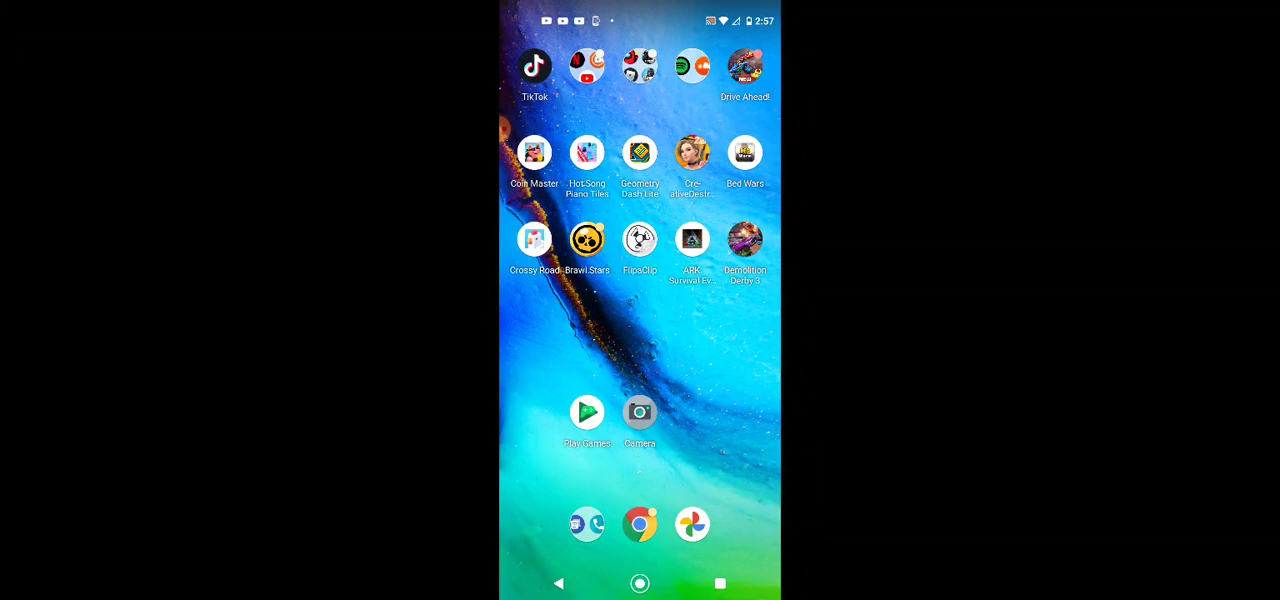 2:57
TikTok
Drive Ahead!
Coin Master
Hot Song
Piano Tiles
Geometry
Dash Lite
Cre-
ativeDestr...
Bed Wars
Crossy Road
Brawl Stars
FlipaClip
ARK:
Survival Ev...
Demolition
Derby 3
Play Games
Camera